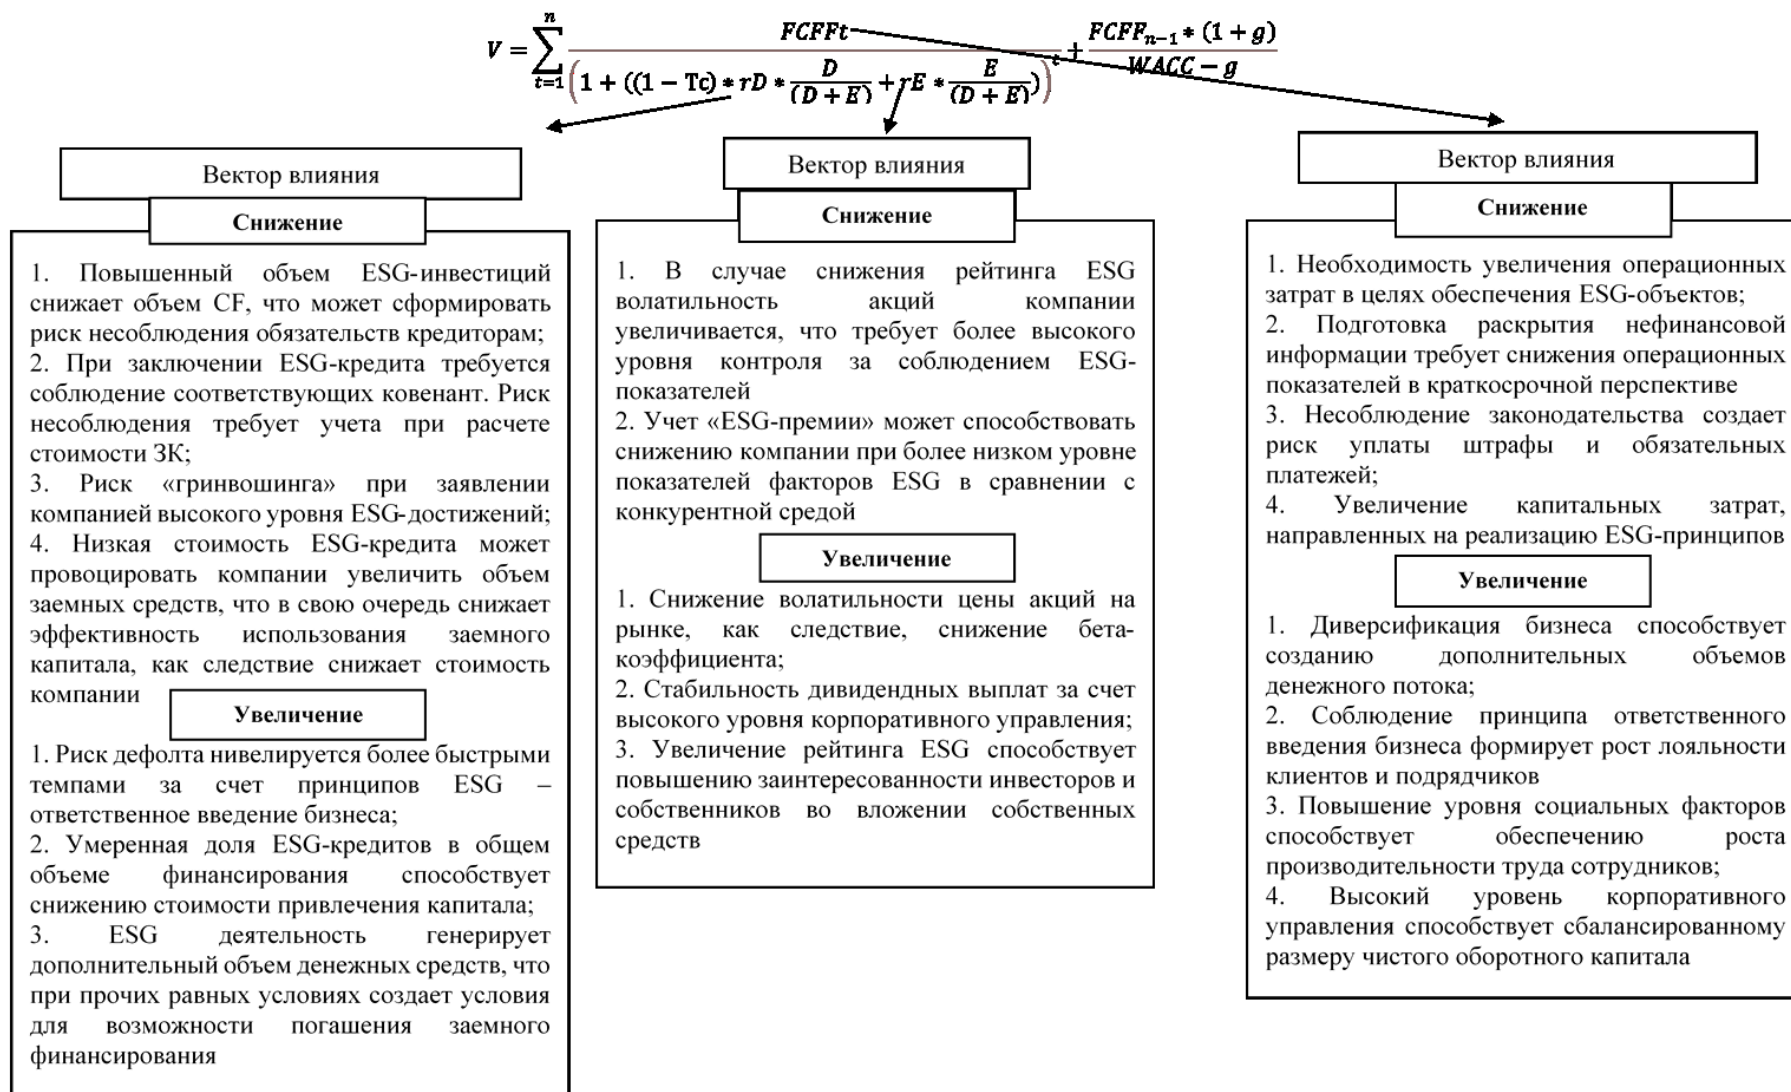 V = ∑ⁿₜ₌₁ FCFFt / (1 + ((1 − Tc) * rD * D/(D + E) + rE * E/(D + E)))ᵗ + FCFFₙ₋₁ * (1 + g) / WACC − g
Вектор влияния
Снижение
1. Повышенный объем ESG-инвестиций
снижает объем CF, что может сформировать
риск несоблюдения обязательств кредиторам;
2. При заключении ESG-кредита требуется
соблюдение соответствующих ковенант. Риск
несоблюдения требует учета при расчете
стоимости ЗК;
3. Риск «гринвошинга» при заявлении
компанией высокого уровня ESG-достижений;
4. Низкая стоимость ESG-кредита может
провоцировать компании увеличить объем
заемных средств, что в свою очередь снижает
эффективность использования заемного
капитала, как следствие снижает стоимость
компании
Увеличение
1. Риск дефолта нивелируется более быстрыми
темпами за счет принципов ESG –
ответственное введение бизнеса;
2. Умеренная доля ESG-кредитов в общем
объеме финансирования способствует
снижению стоимости привлечения капитала;
3. ESG деятельность генерирует
дополнительный объем денежных средств, что
при прочих равных условиях создает условия
для возможности погашения заемного
финансирования
Вектор влияния
Снижение
1. В случае снижения рейтинга ESG
волатильность акций компании
увеличивается, что требует более высокого
уровня контроля за соблюдением ESG-
показателей
2. Учет «ESG-премии» может способствовать
снижению компании при более низком уровне
показателей факторов ESG в сравнении с
конкурентной средой
Увеличение
1. Снижение волатильности цены акций на
рынке, как следствие, снижение бета-
коэффициента;
2. Стабильность дивидендных выплат за счет
высокого уровня корпоративного управления;
3. Увеличение рейтинга ESG способствует
повышению заинтересованности инвесторов и
собственников во вложении собственных
средств
Вектор влияния
Снижение
1. Необходимость увеличения операционных
затрат в целях обеспечения ESG-объектов;
2. Подготовка раскрытия нефинансовой
информации требует снижения операционных
показателей в краткосрочной перспективе
3. Несоблюдение законодательства создает
риск уплаты штрафы и обязательных
платежей;
4. Увеличение капитальных затрат,
направленных на реализацию ESG-принципов
Увеличение
1. Диверсификация бизнеса способствует
созданию дополнительных объемов
денежного потока;
2. Соблюдение принципа ответственного
введения бизнеса формирует рост лояльности
клиентов и подрядчиков
3. Повышение уровня социальных факторов
способствует обеспечению роста
производительности труда сотрудников;
4. Высокий уровень корпоративного
управления способствует сбалансированному
размеру чистого оборотного капитала